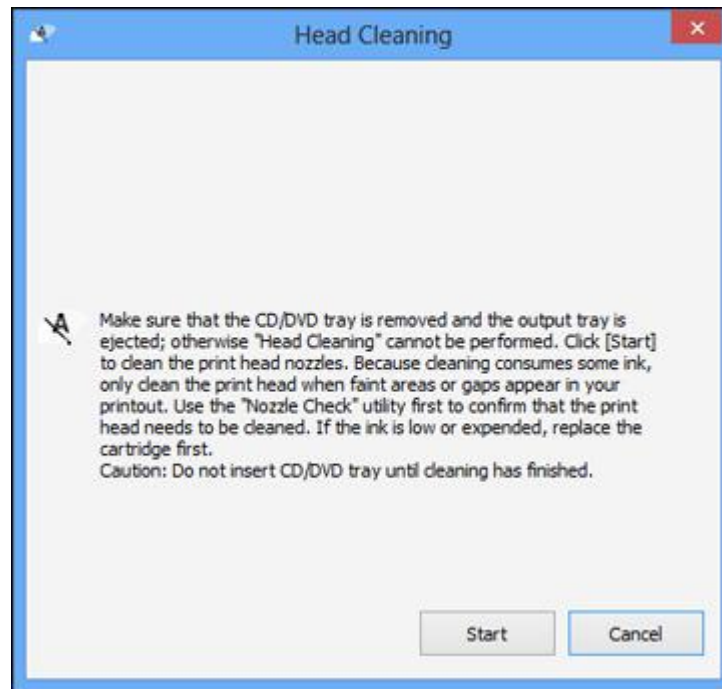 Head Cleaning
Make sure that the CD/DVD tray is removed and the output tray is
ejected; otherwise "Head Cleaning" cannot be performed. Click [Start]
to clean the print head nozzles. Because cleaning consumes some ink,
only clean the print head when faint areas or gaps appear in your
printout. Use the "Nozzle Check" utility first to confirm that the print
head needs to be cleaned. If the ink is low or expended, replace the
cartridge first.
Caution: Do not insert CD/DVD tray until cleaning has finished.
Start
Cancel